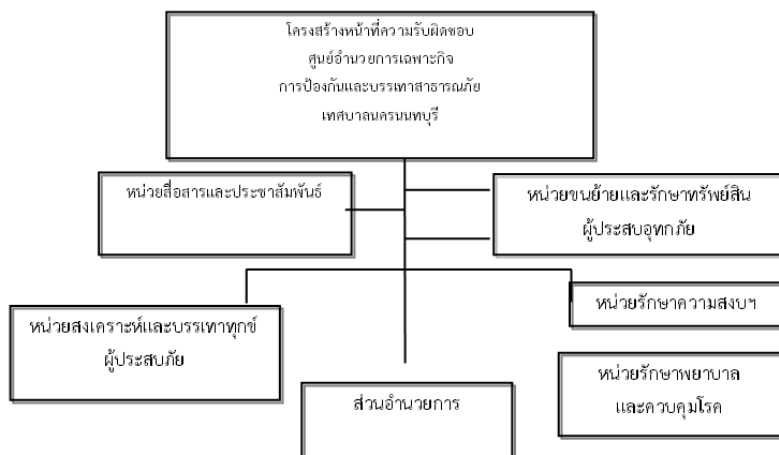 โครงสร้างหน้าที่ความรับผิดชอบ
ศูนย์อำนวยการเฉพาะกิจ
การป้องกันและบรรเทาสาธารณภัย
เทศบาลนครนนทบุรี
หน่วยสื่อสารและประชาสัมพันธ์
หน่วยขนย้ายและรักษาทรัพย์สิน
ผู้ประสบอุทกภัย
หน่วยสงเคราะห์และบรรเทาทุกข์
ผู้ประสบภัย
หน่วยรักษาความสงบฯ
หน่วยรักษาพยาบาล
และควบคุมโรค
ส่วนอำนวยการ